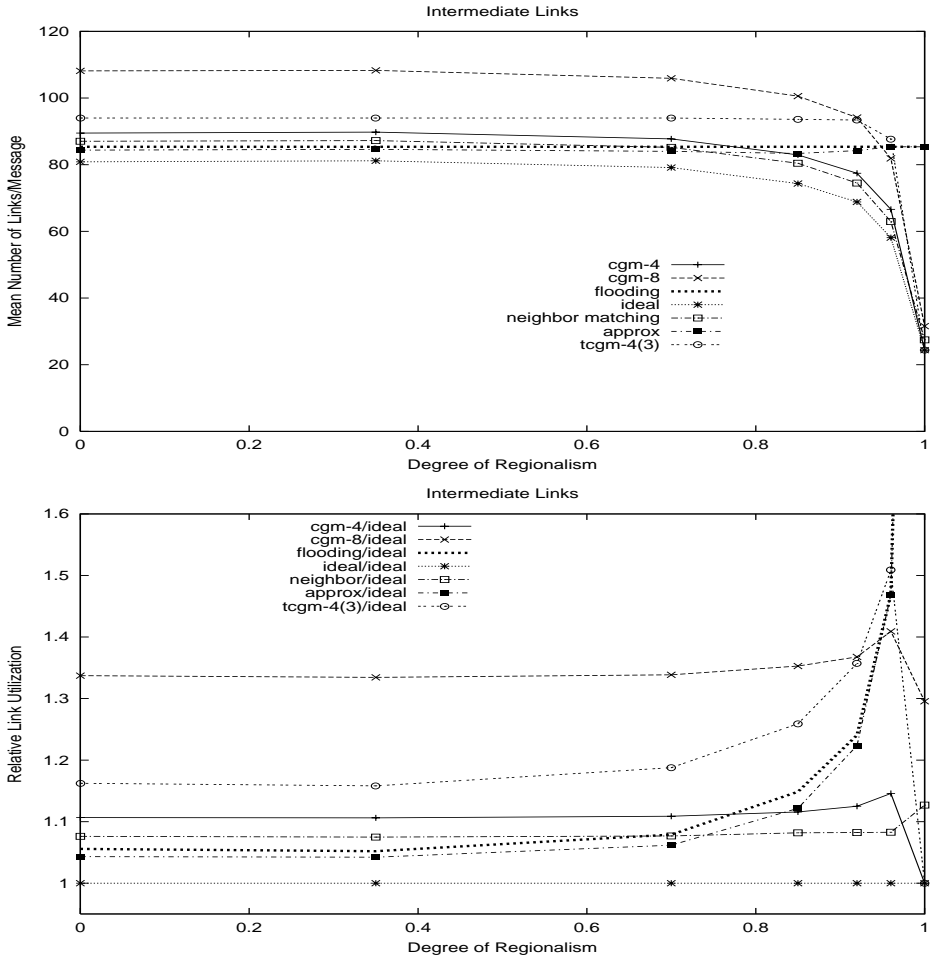 Intermediate Links
120
100
80
60
40
20
0
Mean Number of Links/Message
cgm-4
cgm-8
flooding
ideal
neighbor matching
approx
tcgm-4(3)
0 0.2 0.4 0.6 0.8 1
Degree of Regionalism
Intermediate Links
1.6
1.5
1.4
1.3
1.2
1.1
1
Relative Link Utilization
cgm-4/ideal
cgm-8/ideal
flooding/ideal
ideal/ideal
neighbor/ideal
approx/ideal
tcgm-4(3)/ideal
0 0.2 0.4 0.6 0.8 1
Degree of Regionalism